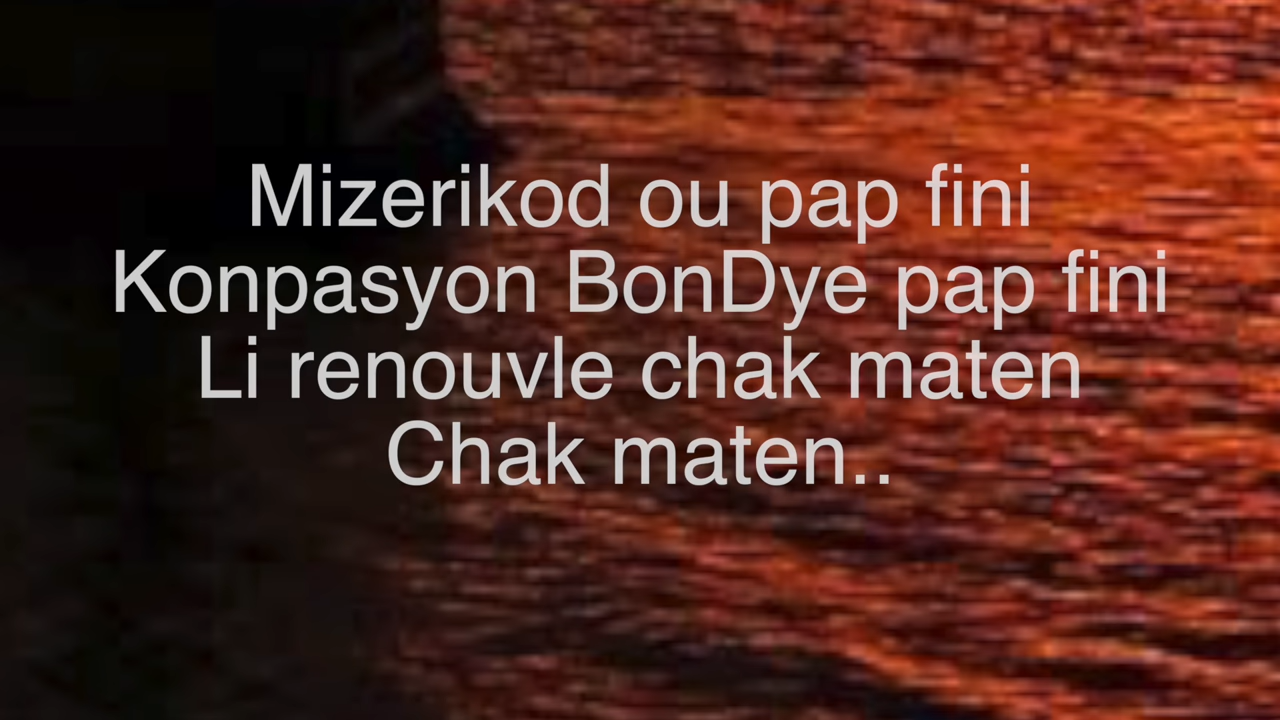 Mizerikod ou pap fini
Konpasyon BonDye pap fini
Li renouvle chak maten
Chak maten..